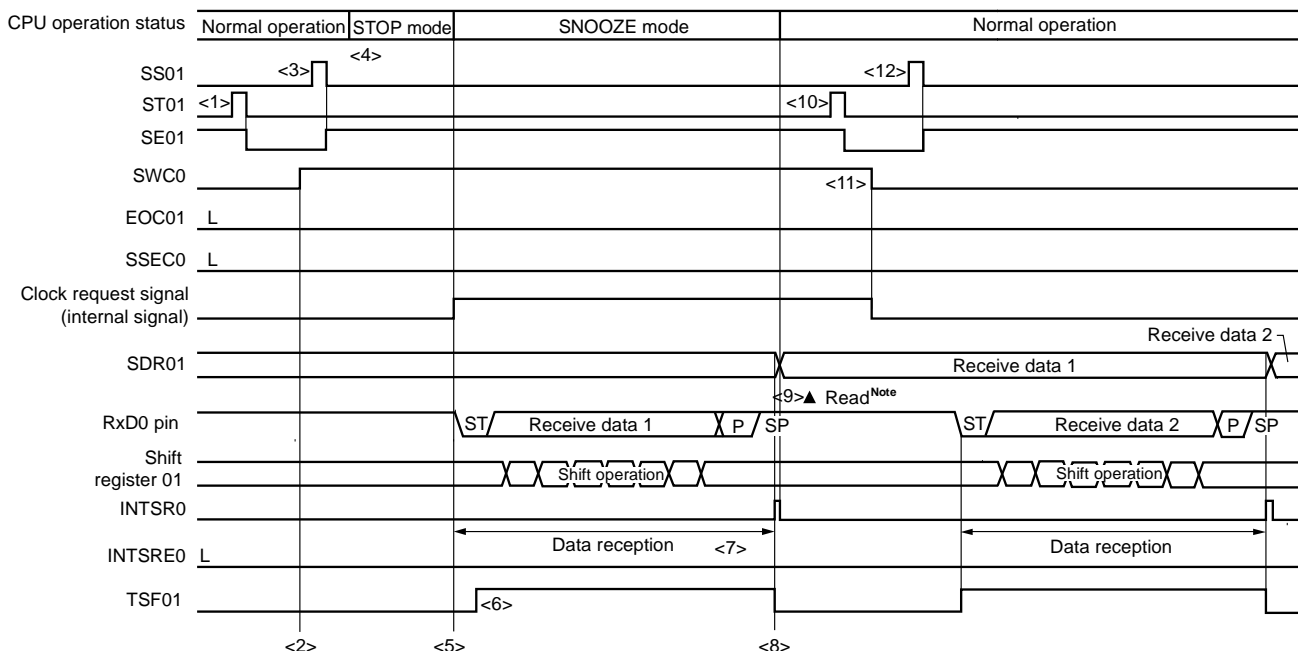 CPU operation status
Normal operation
STOP mode
SNOOZE mode
Normal operation
<4>
SS01
<3>
<12>
ST01
<1>
<10>
SE01
SWC0
<11>
EOC01
L
SSEC0
L
Clock request signal
(internal signal)
Receive data 2
SDR01
Receive data 1
<9>▲ Read Note
RxD0 pin
ST
Receive data 1
P
SP
ST
Receive data 2
P
SP
Shift
register 01
Shift operation
Shift operation
INTSR0
Data reception
<7>
Data reception
INTSRE0
L
TSF01
<6>
<2>
<5>
<8>